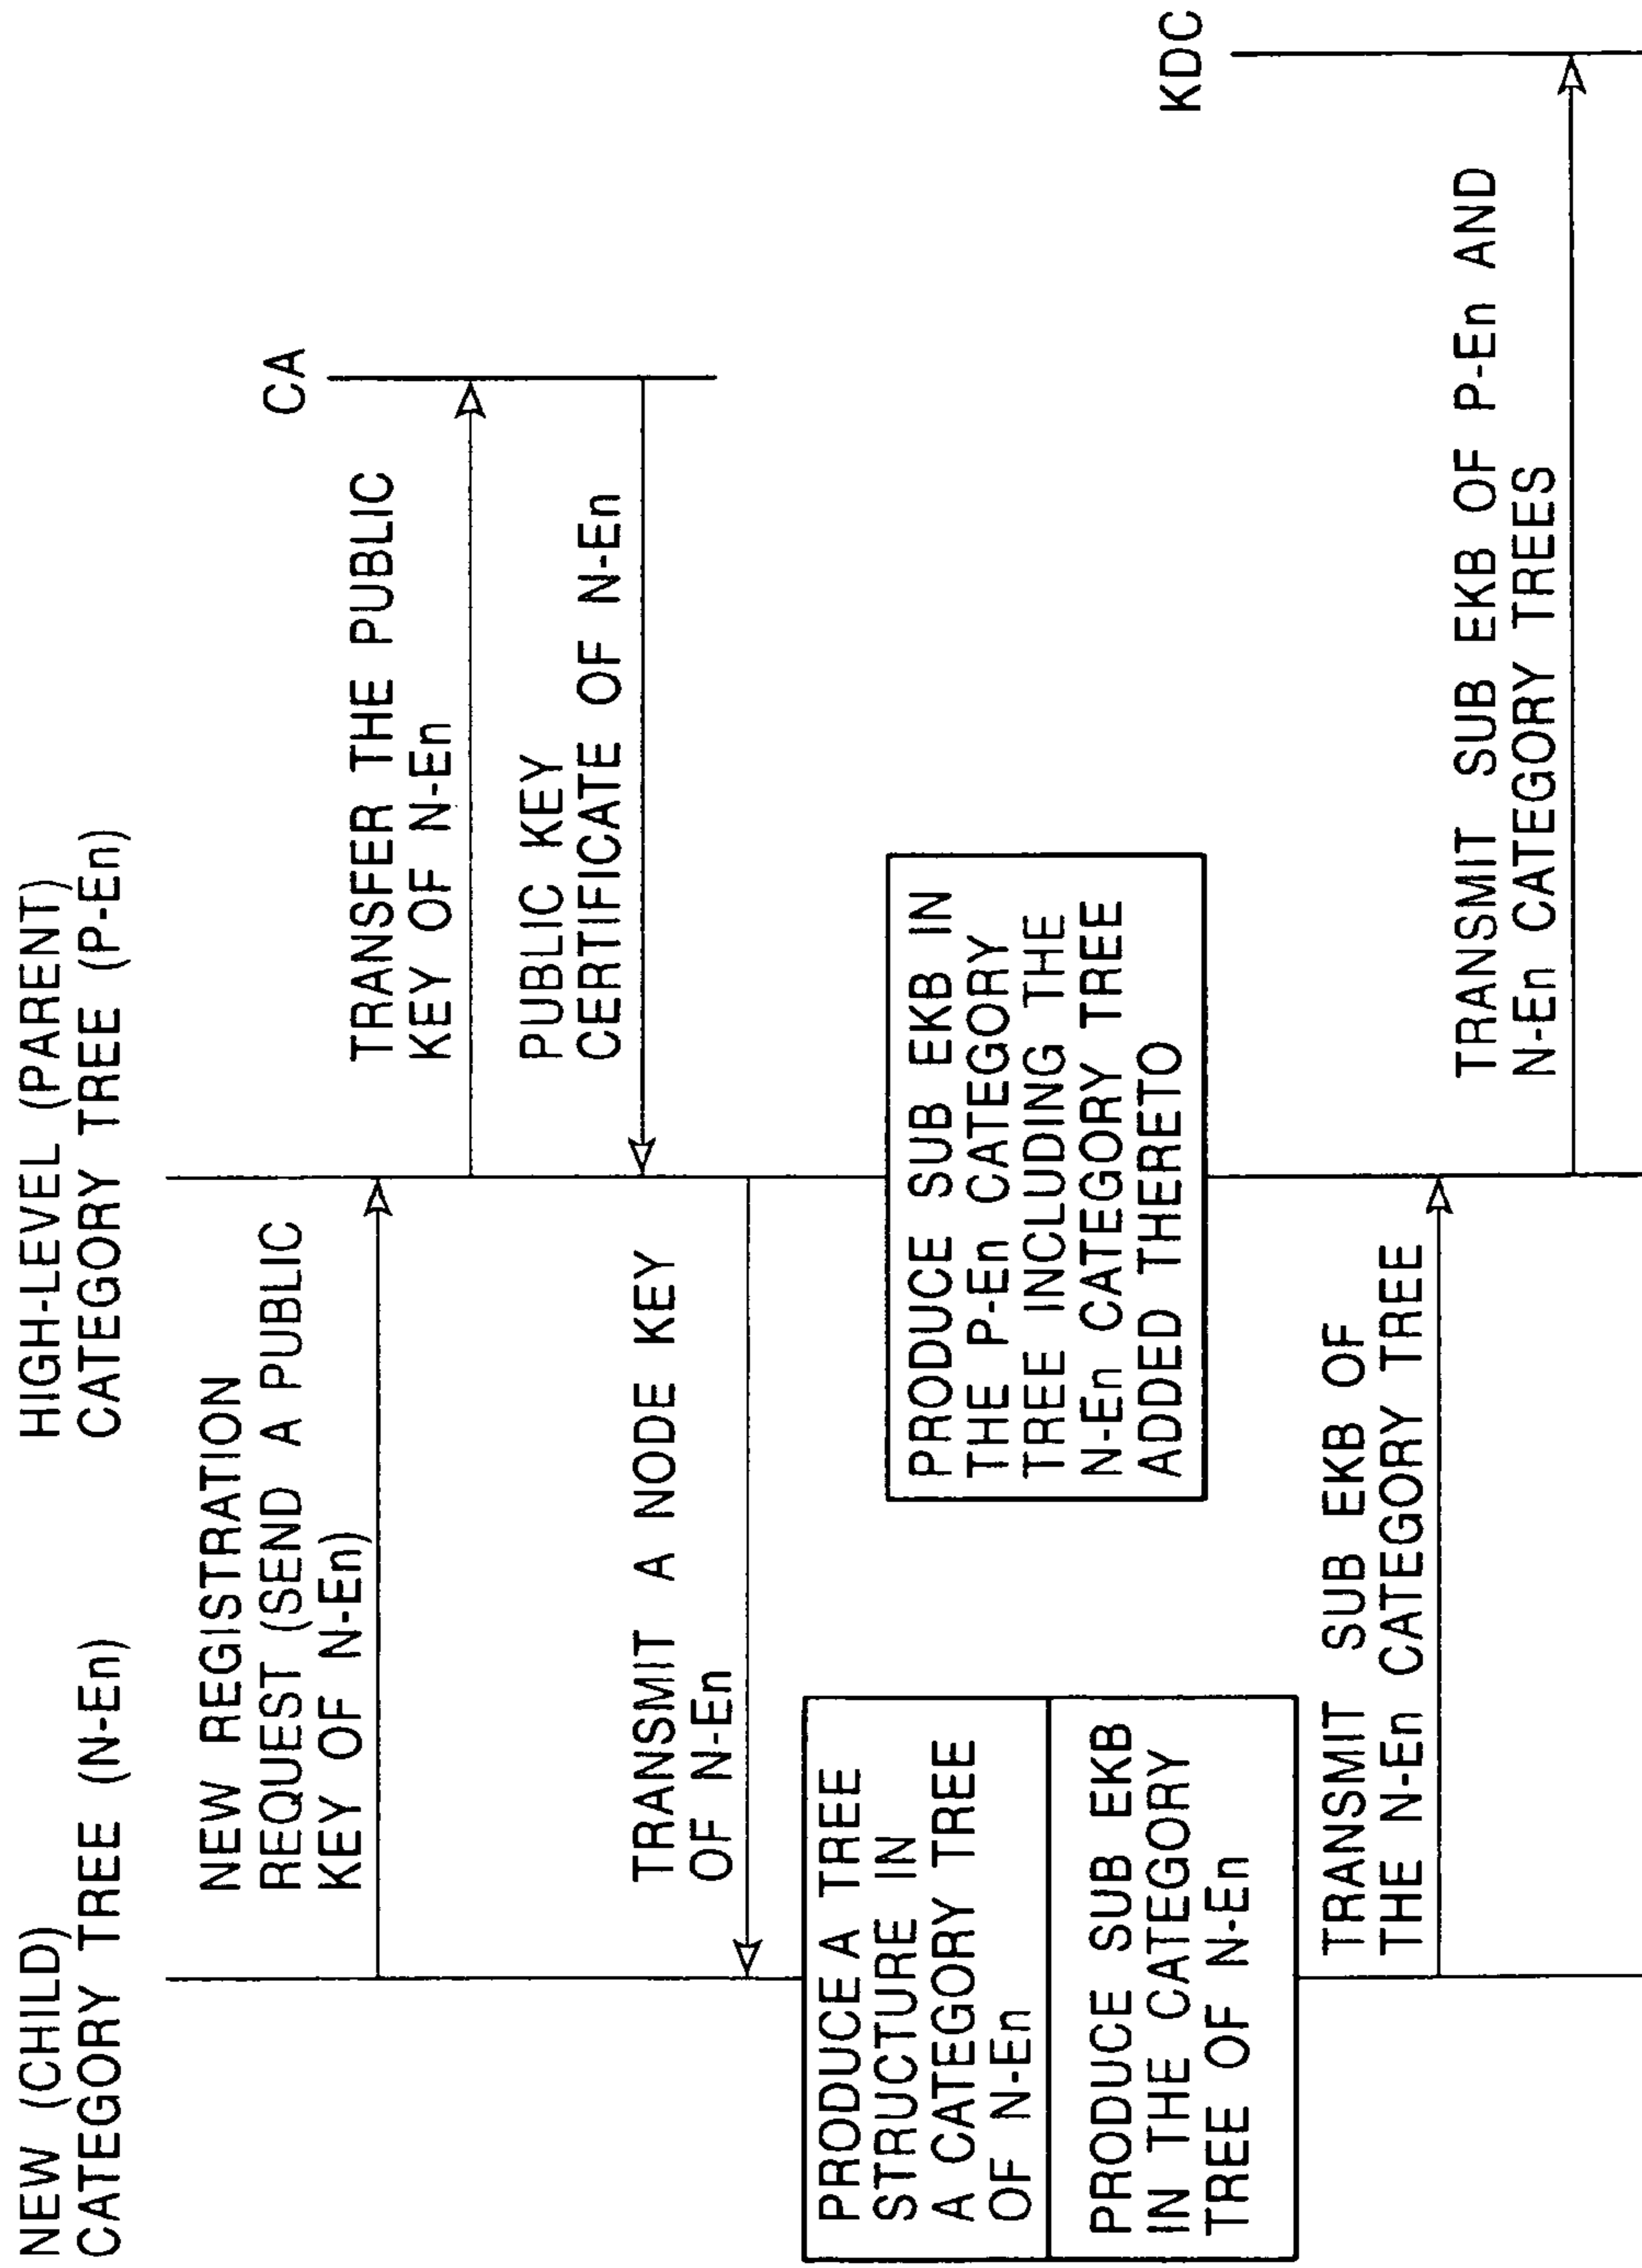 NEW (CHILD)
CATEGORY TREE (N-En)
HIGH-LEVEL (PARENT)
CATEGORY TREE (P-En)
NEW REGISTRATION
REQUEST (SEND A PUBLIC
KEY OF N-En)
CA
TRANSFER THE PUBLIC
KEY OF N-En
PUBLIC KEY
CERTIFICATE OF N-En
TRANSMIT A NODE KEY
OF N-En
PRODUCE A TREE
STRUCTURE IN
A CATEGORY TREE
OF N-En
PRODUCE SUB EKB
IN THE CATEGORY
TREE OF N-En
PRODUCE SUB EKB IN
THE P-En CATEGORY
TREE INCLUDING THE
N-En CATEGORY TREE
ADDED THERETO
TRANSMIT SUB EKB OF
THE N-En CATEGORY TREE
KDC
TRANSMIT SUB EKB OF P-En AND
N-En CATEGORY TREES